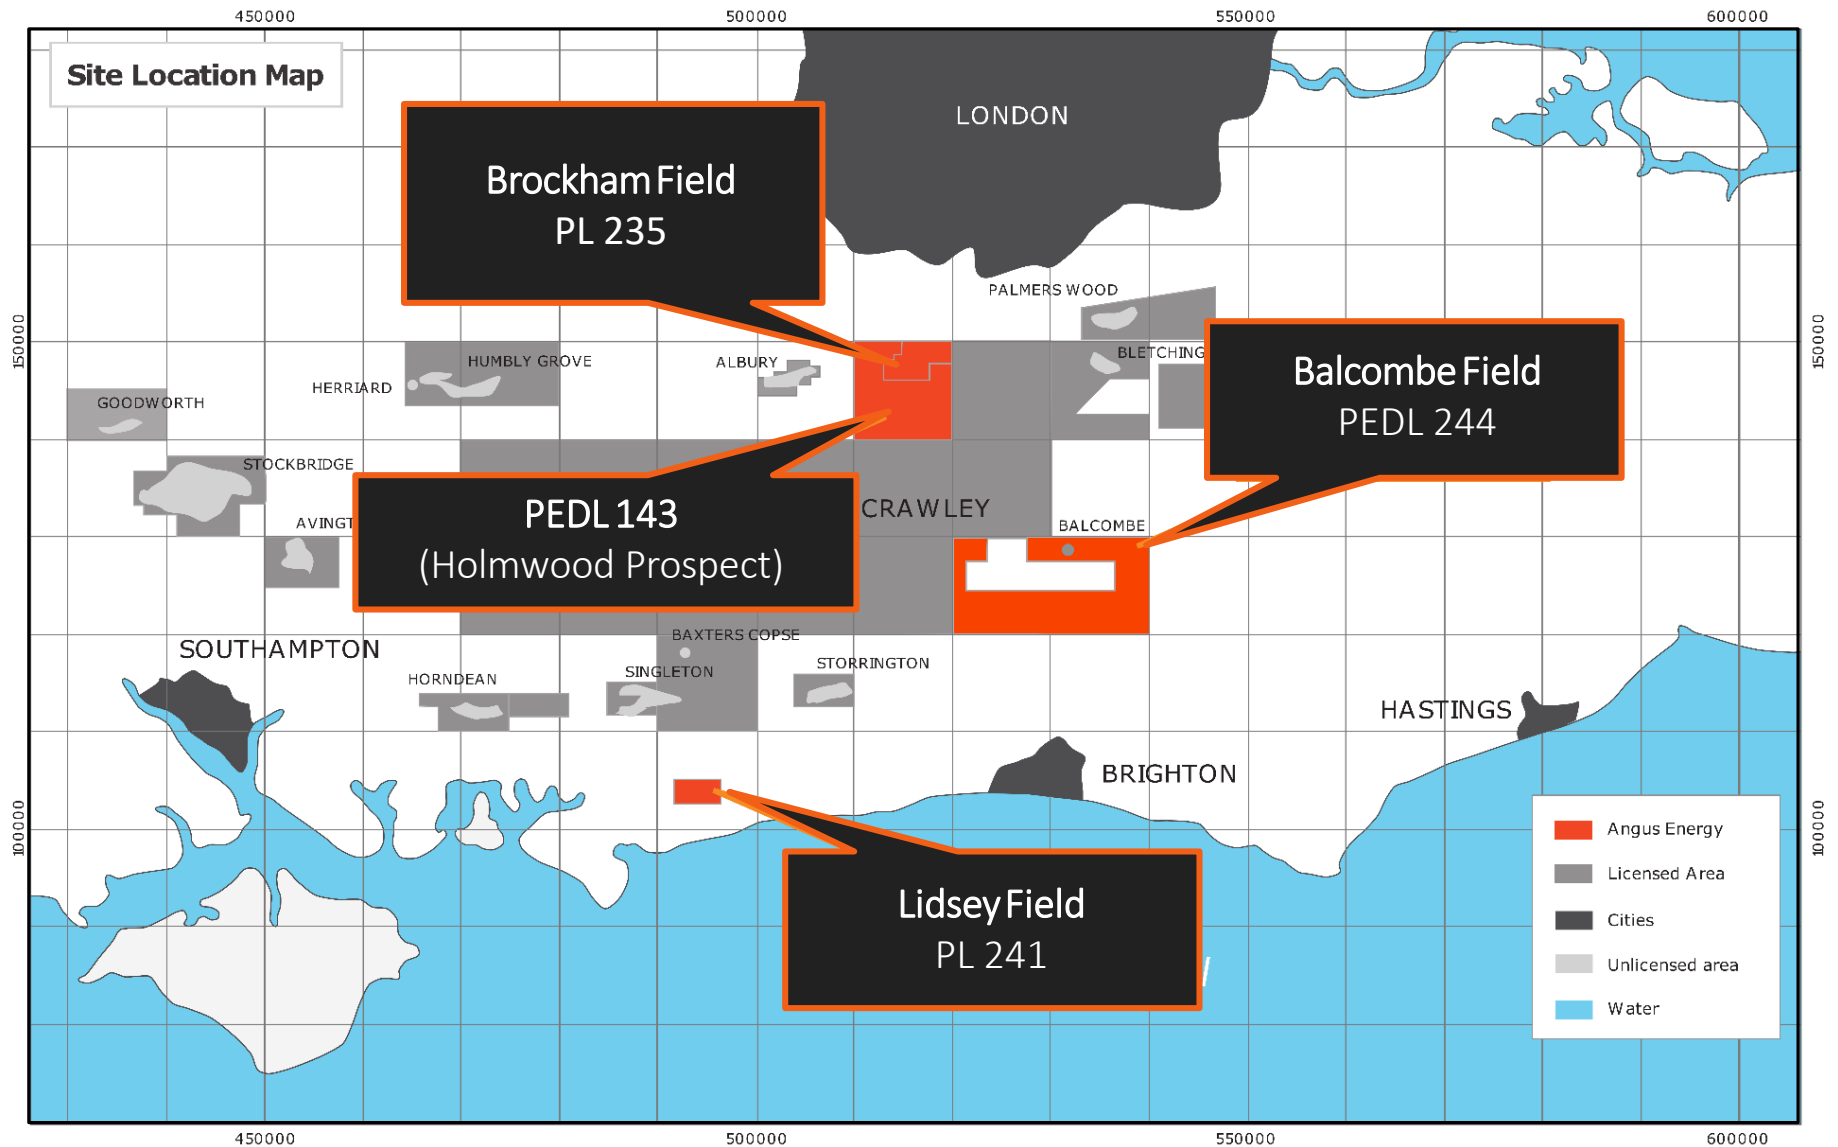 450000
500000
550000
600000
Site Location Map
LONDON
Brockham Field
PL 235
PALMERS WOOD
150000
150000
HUMBLY GROVE
HERRIARD
ALBURY
BLETCHING
Balcombe Field
PEDL 244
GOODWORTH
STOCKBRIDGE
AVINGT
PEDL 143
(Holmwood Prospect)
CRAWLEY
BALCOMBE
BAXTERS COPSE
SOUTHAMPTON
HORNDEAN
SINGLETON
STORRINGTON
HASTINGS
BRIGHTON
100000
100000
Lidsey Field
PL 241
Angus Energy
Licensed Area
Cities
Unlicensed area
Water
450000
500000
550000
600000